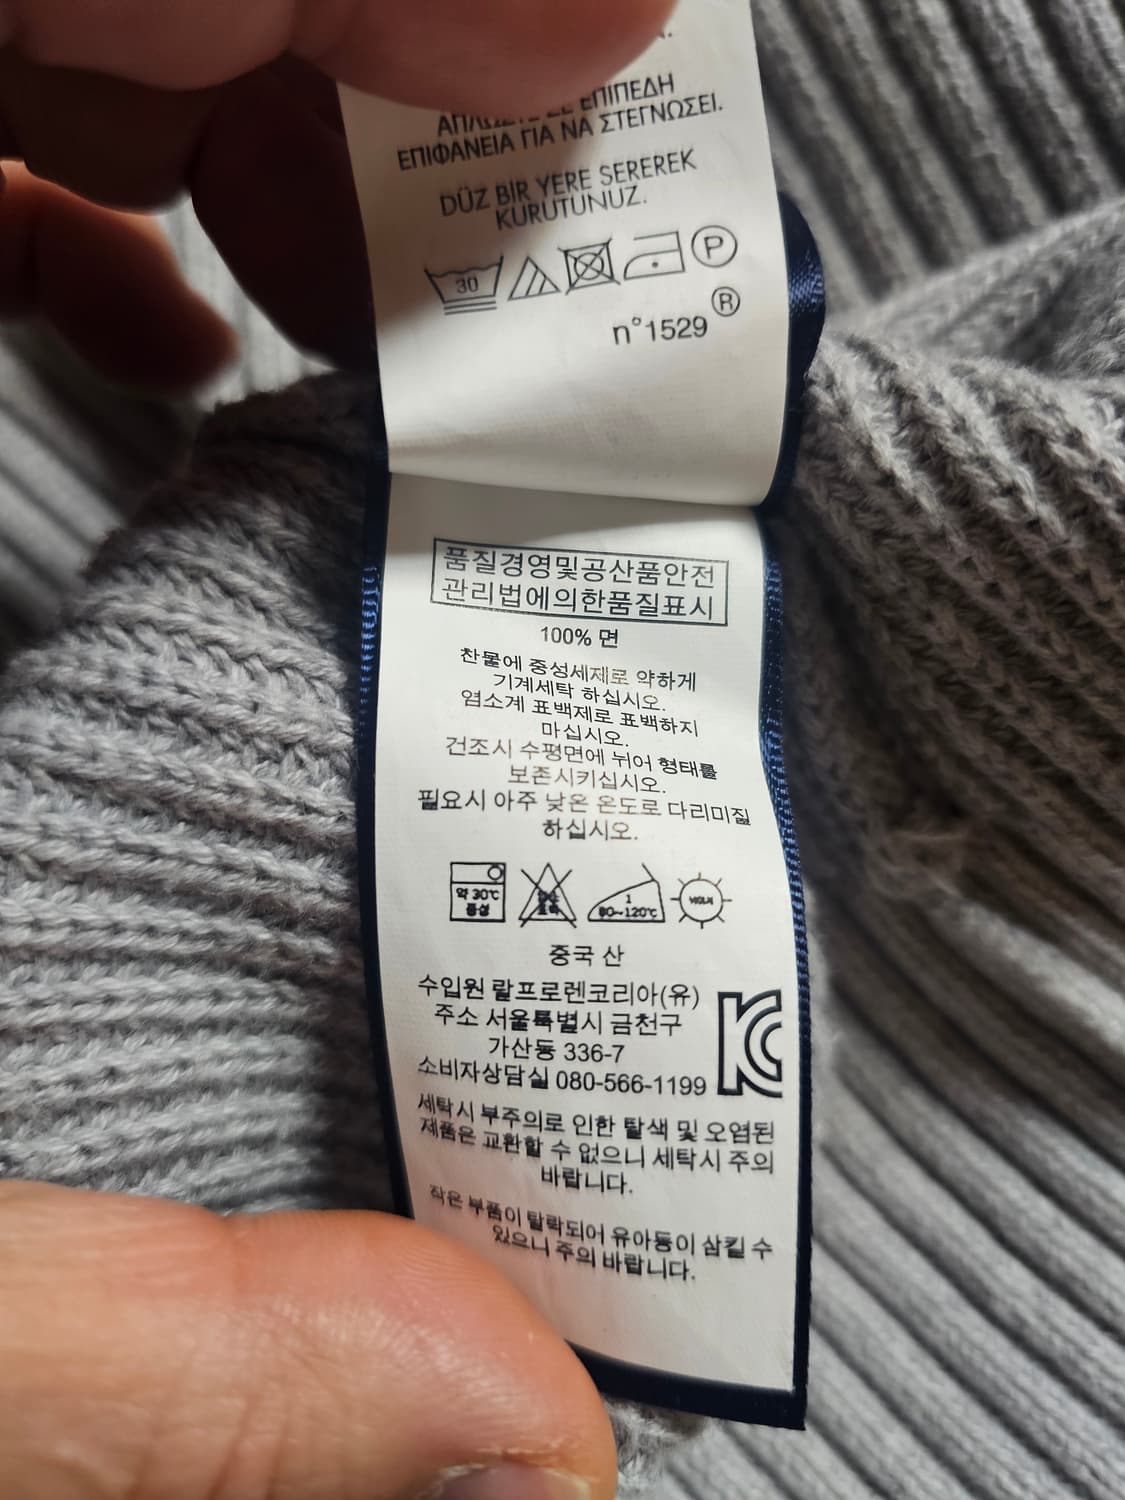 ΕΠΙΠΕΔΗ
ΕΠΙΦΑΝΕΙΑ ΓΙΑ ΝΑ ΣΤΕΓΝΩΣΕΙ.
DÜZ BİR YERE SEREREK
KURUTUNUZ.
30
P
®
n°1529
품질경영및공산품안전
관리법에의한품질표시
100% 면
찬물에 중성세제로 약하게
기계세탁 하십시오.
염소계 표백제로 표백하지
마십시오.
건조시 수평면에 뉘어 형태를
보존시키십시오.
필요시 아주 낮은 온도로 다리미질
하십시오.
약 30℃
중성
1
80~120℃
중국 산
수입원 랄프로렌코리아(유)
주소 서울특별시 금천구
가산동 336-7
소비자상담실 080-566-1199
세탁시 부주의로 인한 탈색 및 오염된
제품은 교환할 수 없으니 세탁시 주의
바랍니다.
작은 부품이 탈락되어 유아등이 삼킬 수
있으니 주의 바랍니다.